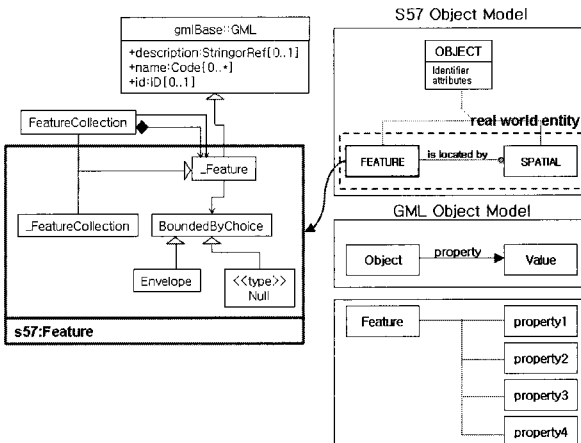 gmlBase::GML
+description:StringorRef[0..1]
+name:Code[0..*]
+id:ID[0..1]
FeatureCollection
_Feature
_FeatureCollection
BoundedByChoice
Envelope
<<type>>
Null
s57:Feature
S57 Object Model
OBJECT
Identifier
attributes
real world entity
FEATURE
is located by
SPATIAL
GML Object Model
Object
property
Value
Feature
property1
property2
property3
property4